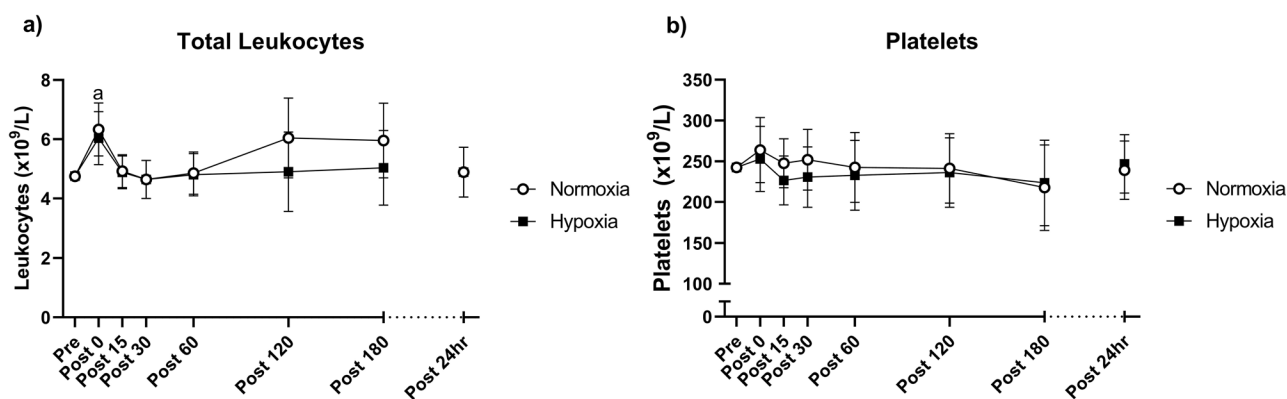 a)
Total Leukocytes
Leukocytes (x10⁹/L)
8
6
4
2
0
a
Pre
Post 0
Post 15
Post 30
Post 60
Post 120
Post 180
Post 24hr
Normoxia
Hypoxia
b)
Platelets
Platelets (x10⁹/L)
350
300
250
200
150
100
0
Pre
Post 0
Post 15
Post 30
Post 60
Post 120
Post 180
Post 24hr
Normoxia
Hypoxia